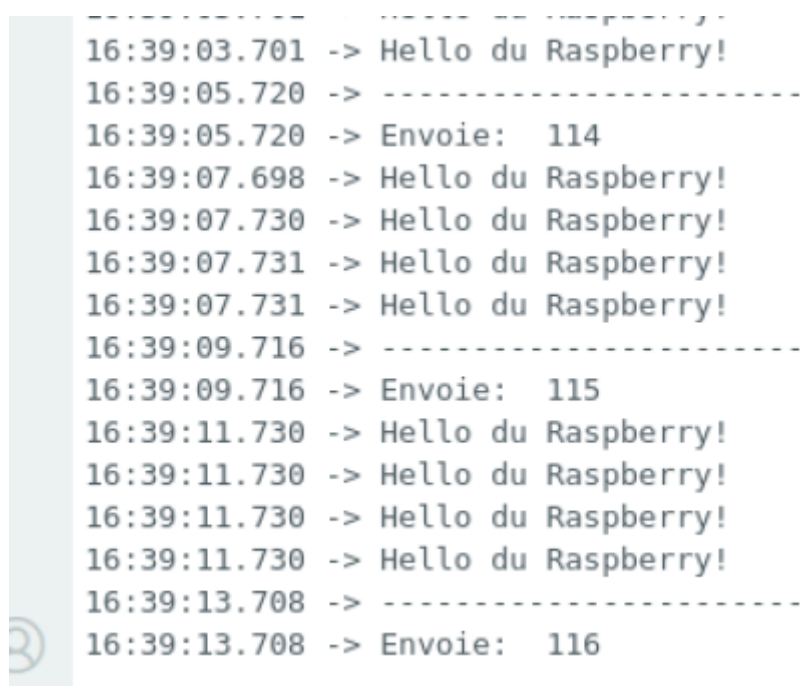 16:39:03.701 -> Hello du Raspberry!
16:39:05.720 -> -----------------------
16:39:05.720 -> Envoie:  114
16:39:07.698 -> Hello du Raspberry!
16:39:07.730 -> Hello du Raspberry!
16:39:07.731 -> Hello du Raspberry!
16:39:07.731 -> Hello du Raspberry!
16:39:09.716 -> -----------------------
16:39:09.716 -> Envoie:  115
16:39:11.730 -> Hello du Raspberry!
16:39:11.730 -> Hello du Raspberry!
16:39:11.730 -> Hello du Raspberry!
16:39:11.730 -> Hello du Raspberry!
16:39:13.708 -> -----------------------
16:39:13.708 -> Envoie:  116